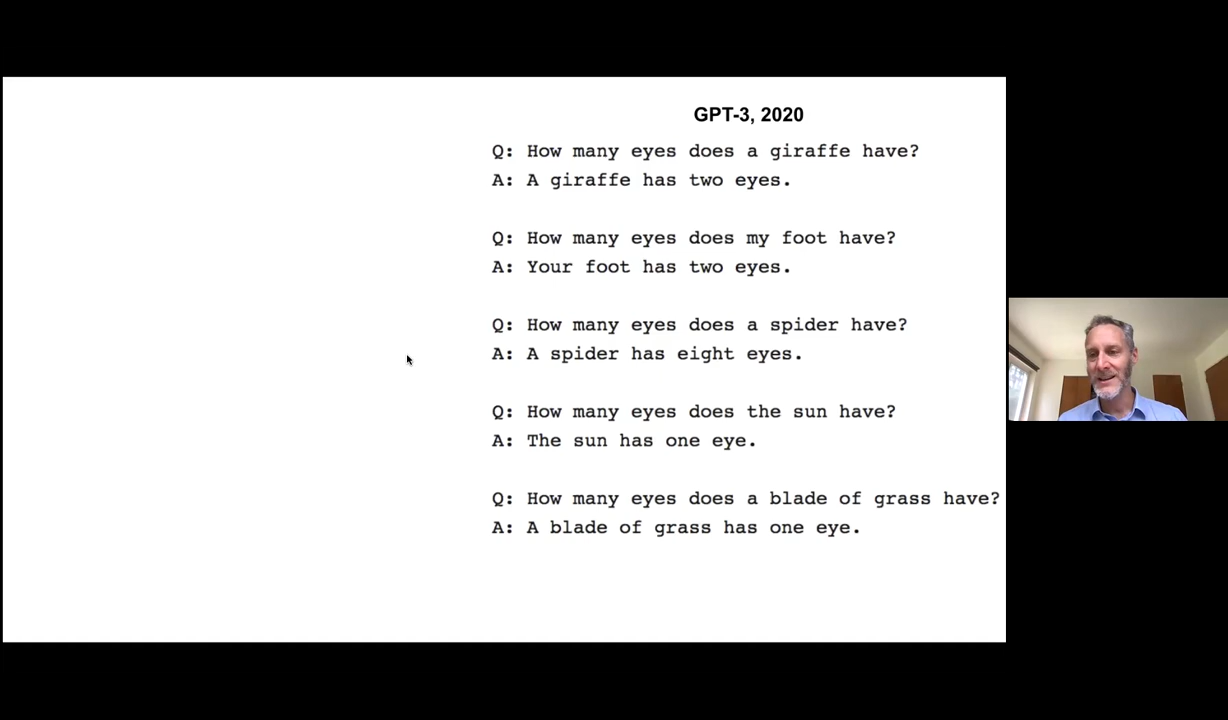 GPT-3, 2020
Q: How many eyes does a giraffe have?
A: A giraffe has two eyes.
Q: How many eyes does my foot have?
A: Your foot has two eyes.
Q: How many eyes does a spider have?
A: A spider has eight eyes.
Q: How many eyes does the sun have?
A: The sun has one eye.
Q: How many eyes does a blade of grass have?
A: A blade of grass has one eye.